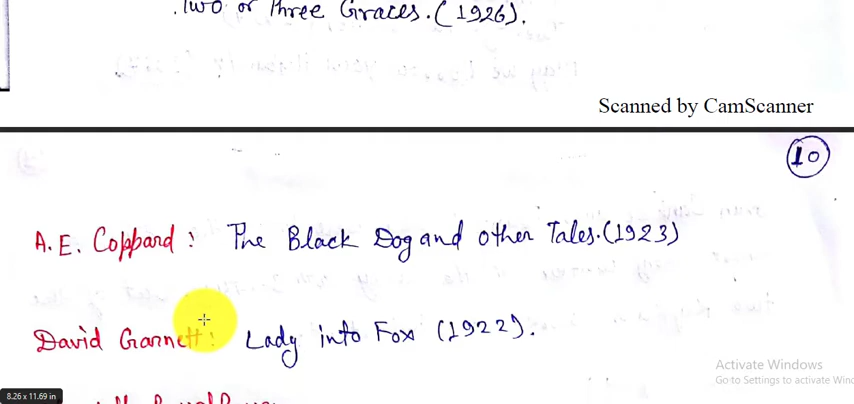 .Two or Three Graces.(1926).
Scanned by CamScanner
10
A.E. Coppard: The Black Dog and other Tales.(1923)
David Garnett: Lady into Fox (1922).
Activate Windows
Go to Settings to activate Win
8.26 x 11.69 in